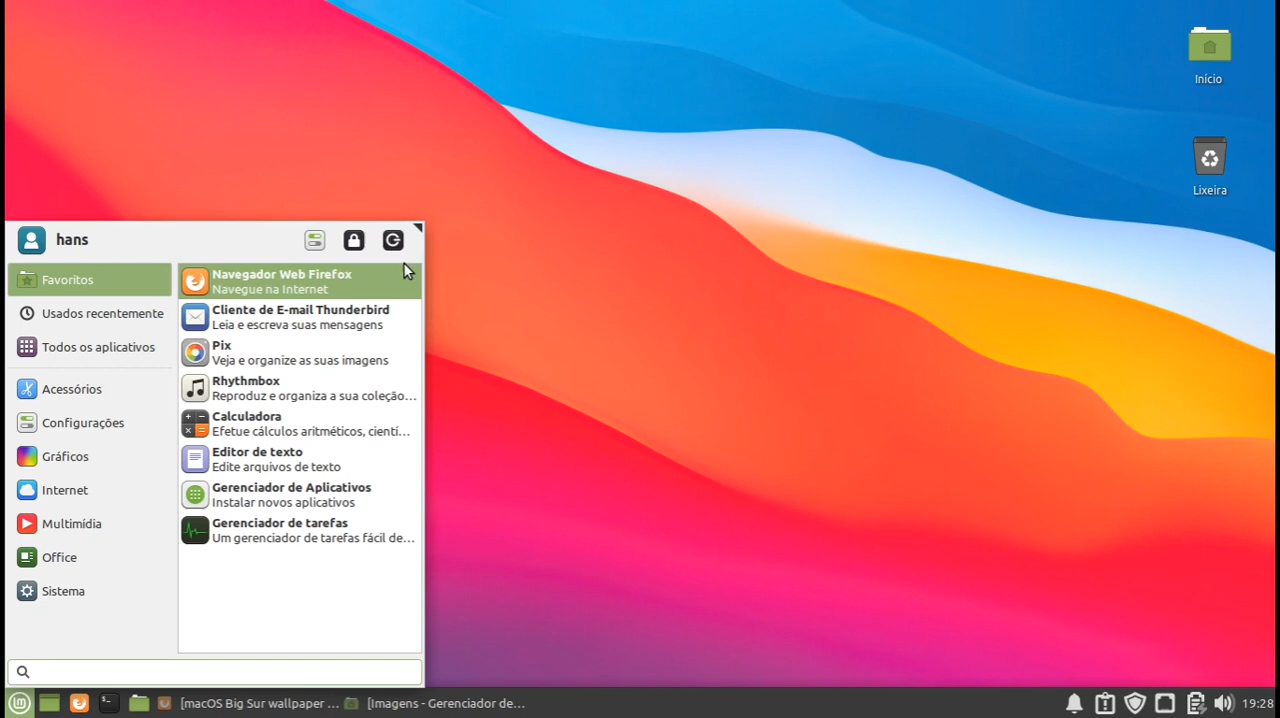 Início
Lixeira
hans
Favoritos
Usados recentemente
Todos os aplicativos
Acessórios
Configurações
Gráficos
Internet
Multimídia
Office
Sistema
Navegador Web Firefox
Navegue na Internet
Cliente de E-mail Thunderbird
Leia e escreva suas mensagens
Pix
Veja e organize as suas imagens
Rhythmbox
Reproduz e organiza a sua coleção...
Calculadora
Efetue cálculos aritméticos, cientí...
Editor de texto
Edite arquivos de texto
Gerenciador de Aplicativos
Instalar novos aplicativos
Gerenciador de tarefas
Um gerenciador de tarefas fácil de...
[macOS Big Sur wallpaper ...
[Imagens - Gerenciador de...
19:28